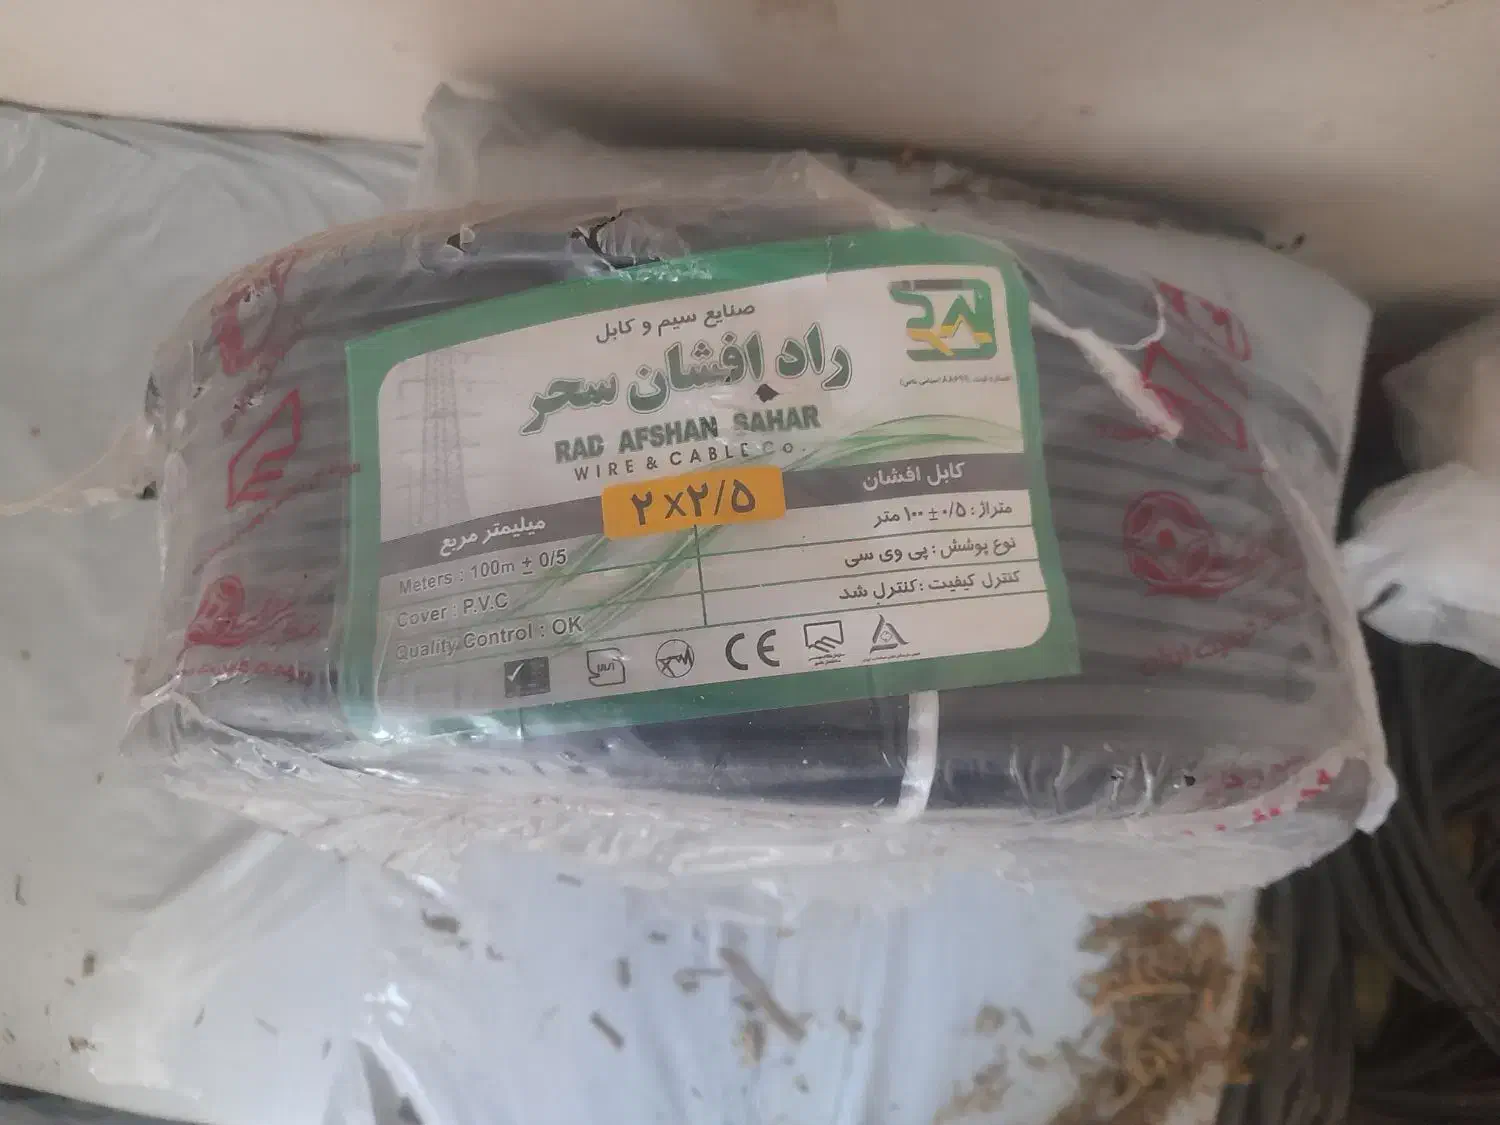 صنایع سیم و کابل
راد افشان سحر
RAD AFSHAN SAHAR
WIRE & CABLE CO.
کابل افشان
۲x۲/۵
میلیمتر مربع
متراژ : ۱۰۰±۰/۵ متر
Meters : 100m ± 0/5
نوع پوشش : پی وی سی
Cover : P.V.C
کنترل کیفیت : کنترل شد
Quality Control : OK
CE